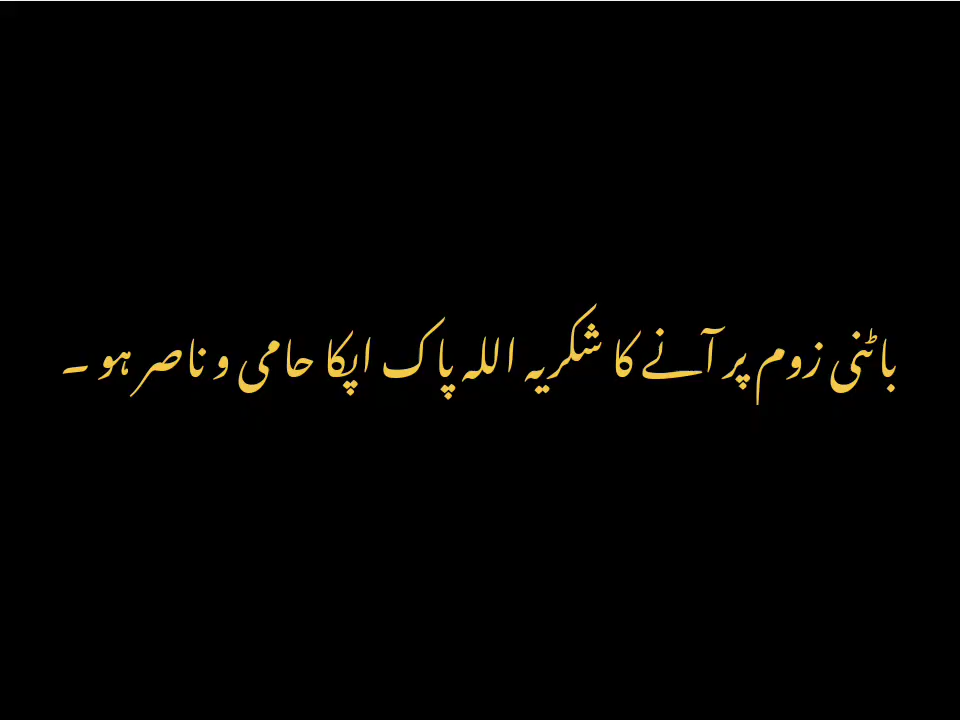 باٹنی زوم پر آنے کا شکریہ اللہ پاک اپکا حامی و ناصر ہو ۔